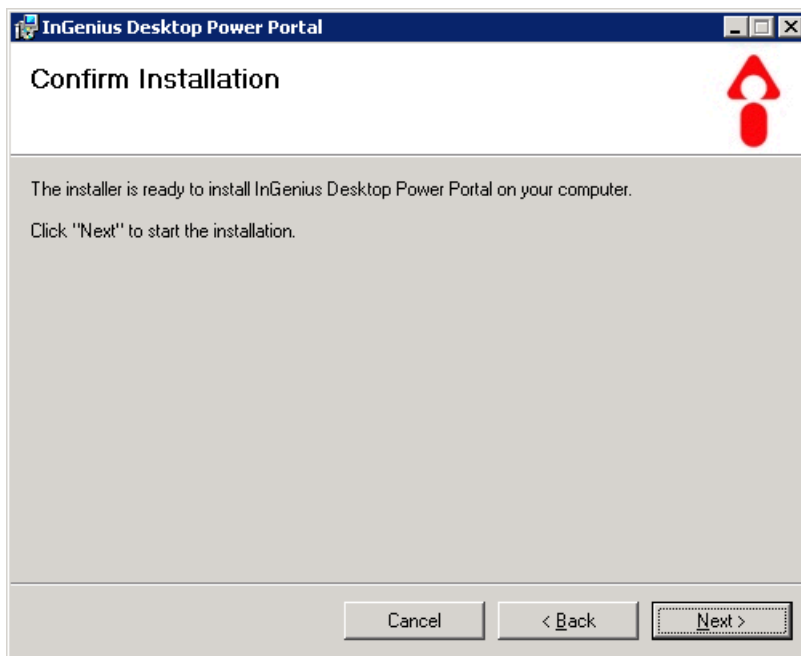 InGenius Desktop Power Portal
Confirm Installation
The installer is ready to install InGenius Desktop Power Portal on your computer.
Click "Next" to start the installation.
Cancel
< Back
Next >